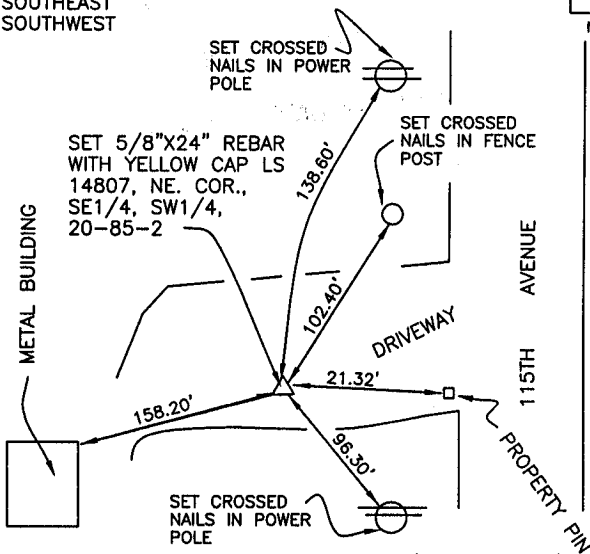 SOUTHEAST
SOUTHWEST
SET CROSSED
NAILS IN POWER
POLE
SET CROSSED
NAILS IN FENCE
POST
SET 5/8"X24" REBAR
WITH YELLOW CAP LS
14807, NE. COR.,
SE1/4, SW1/4,
20-85-2
138.60'
102.40'
METAL BUILDING
DRIVEWAY
115TH AVENUE
21.32'
158.20'
96.30'
PROPERTY PIN
SET CROSSED
NAILS IN POWER
POLE